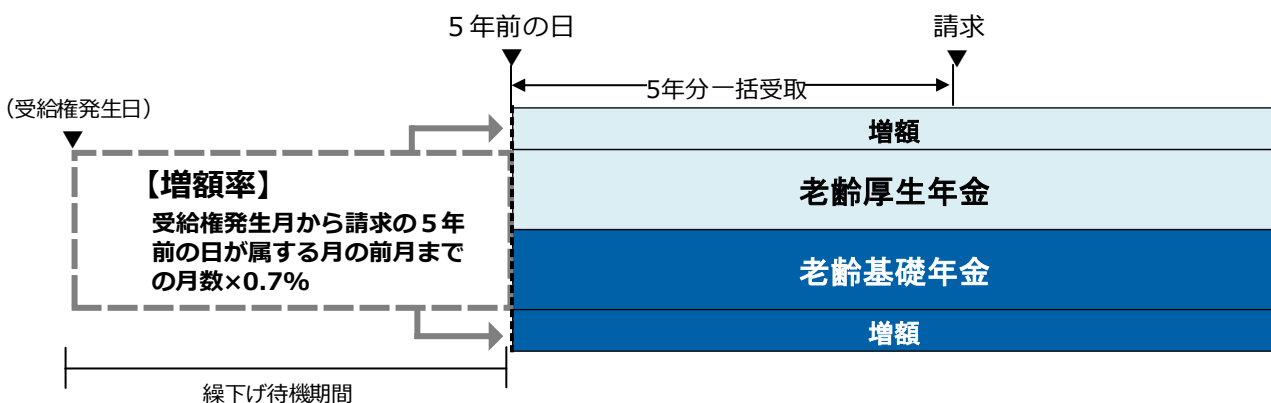 5年前の日
請求
5年分一括受取
(受給権発生日)
増額
【増額率】
受給権発生月から請求の５年
前の日が属する月の前月まで
の月数×0.7%
老齢厚生年金
老齢基礎年金
増額
繰下げ待機期間